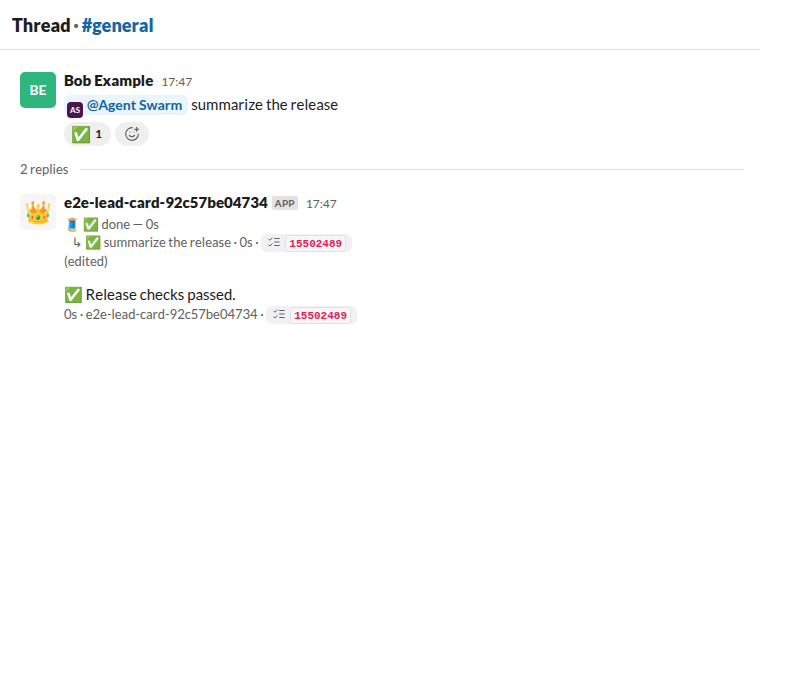 Thread • #general
BE
Bob Example 17:47
AS @Agent Swarm summarize the release
✅ 1
2 replies
e2e-lead-card-92c57be04734 APP 17:47
🧵 ✅ done — 0s
↳ ✅ summarize the release · 0s · 15502489
(edited)
✅ Release checks passed.
0s · e2e-lead-card-92c57be04734 · 15502489